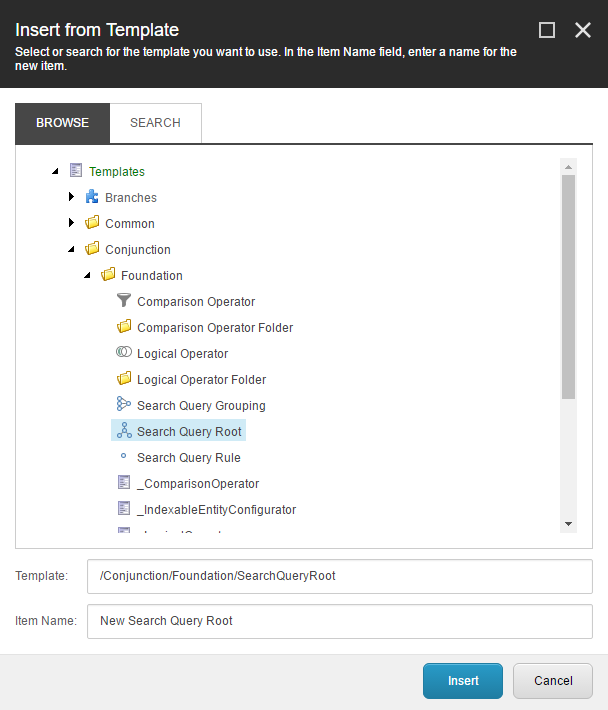 Insert from Template
Select or search for the template you want to use. In the Item Name field, enter a name for the
new item.
BROWSE
SEARCH
Templates
Branches
Common
Conjunction
Foundation
Comparison Operator
Comparison Operator Folder
Logical Operator
Logical Operator Folder
Search Query Grouping
Search Query Root
Search Query Rule
_ComparisonOperator
_IndexableEntityConfigurator
Template:
/Conjunction/Foundation/SearchQueryRoot
Item Name:
New Search Query Root
Insert
Cancel